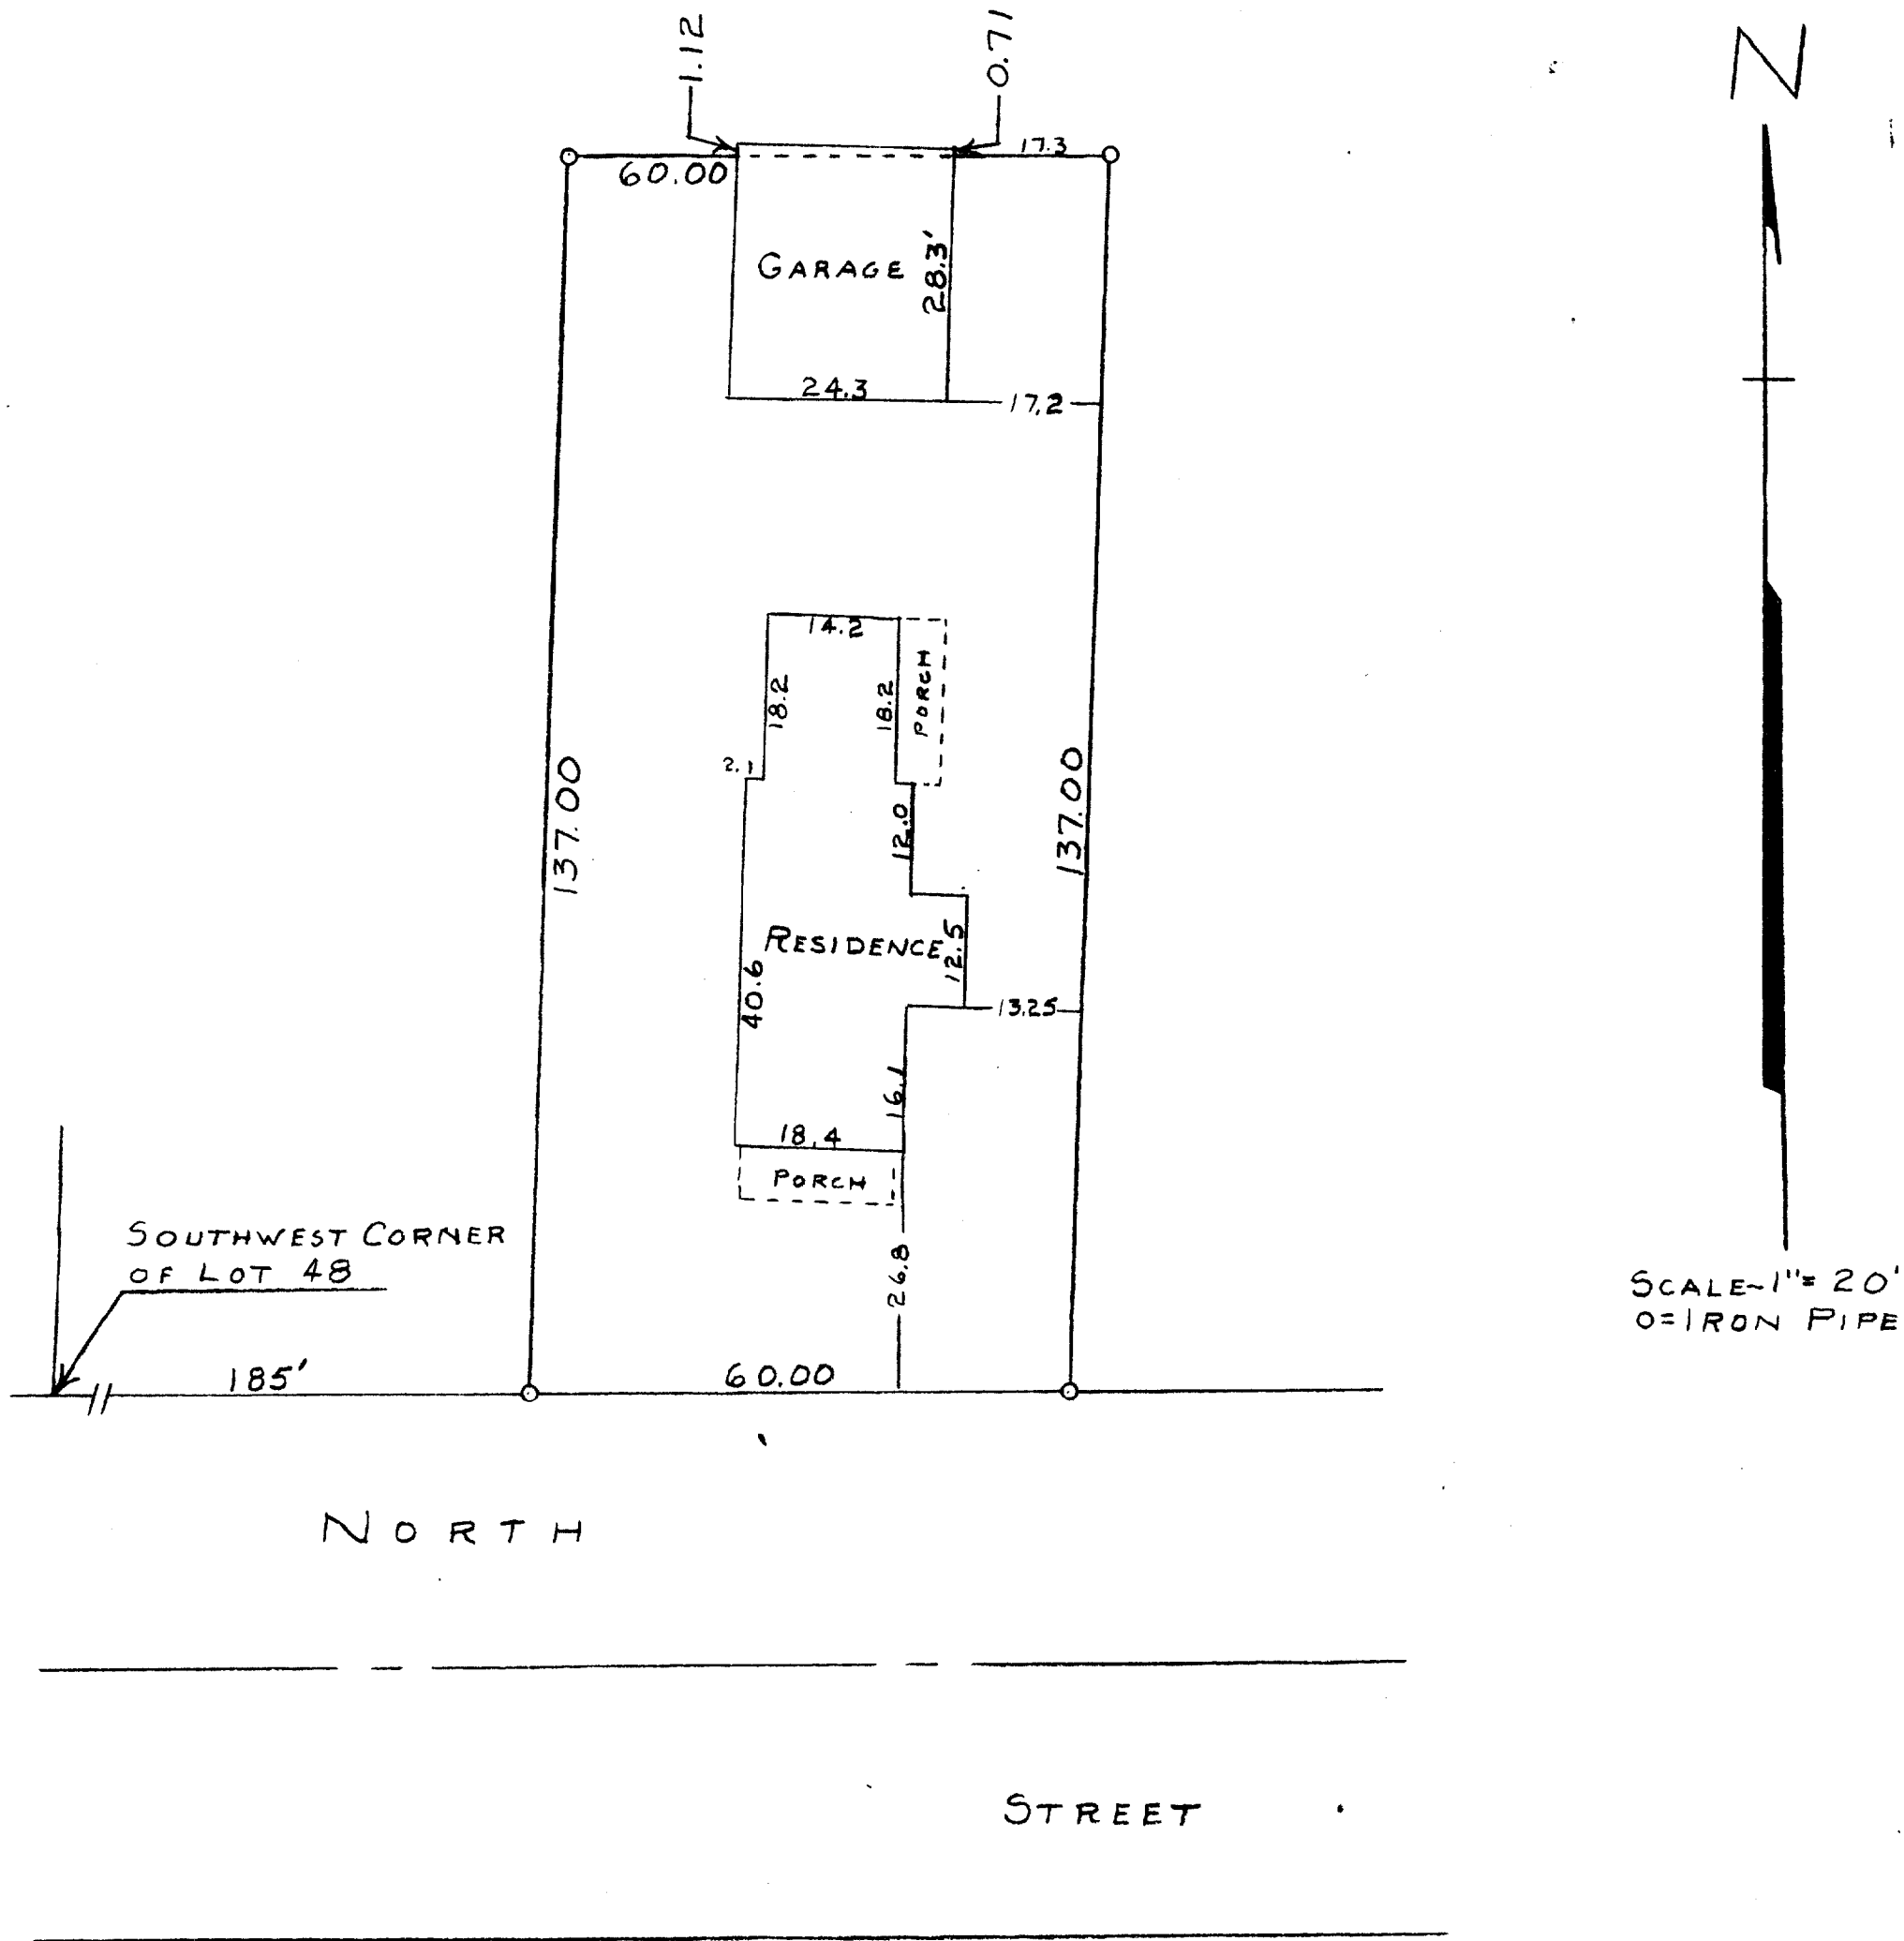 1.12
0.71
N
17.3
60.00
GARAGE
28.3'
24.3
17.2
14.2
18.2
18.2
PORCH
2.1
137.00
12.0
137.00
RESIDENCE
12.5
40.6
13.25
16.1
18.4
PORCH
SOUTHWEST CORNER
OF LOT 48
26.8
SCALE~1"= 20'
O=IRON PIPE
185'
60.00
NORTH
STREET